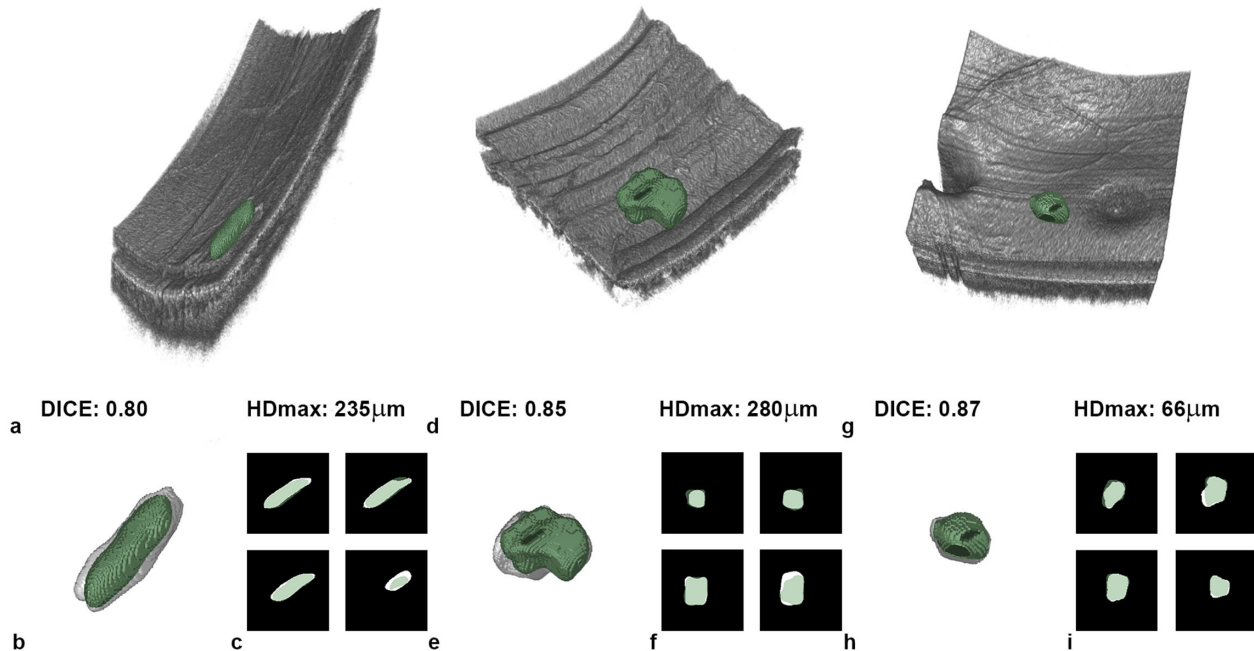 a
DICE: 0.80
HDmax: 235μm
d
DICE: 0.85
HDmax: 280μm
g
DICE: 0.87
HDmax: 66μm
b
c
e
f
h
i